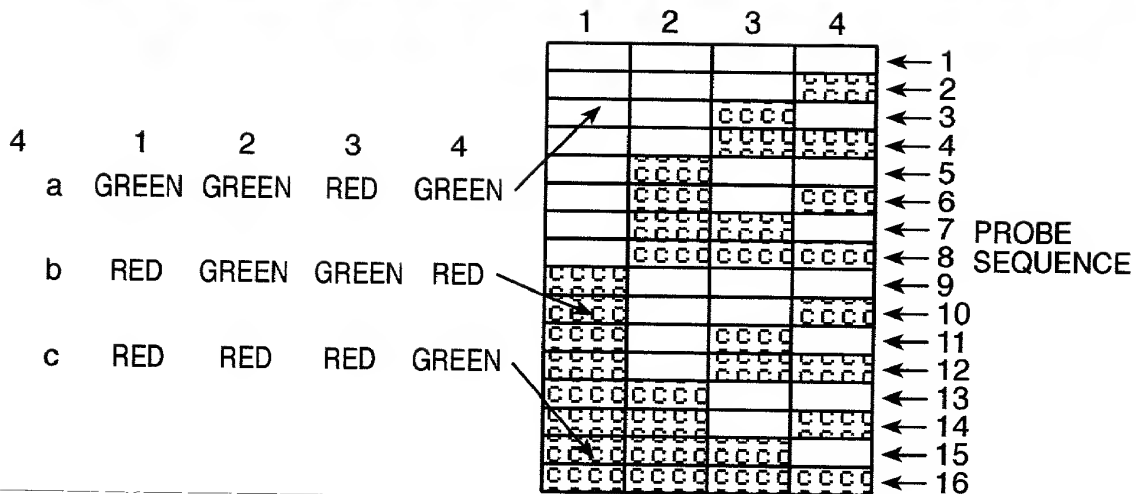 1 2 3 4
1
2
3
4 1 2 3 4
4
a GREEN GREEN RED GREEN
5
6
7
8
PROBE
SEQUENCE
b RED GREEN GREEN RED
9
10
11
c RED RED RED GREEN
12
13
14
15
16